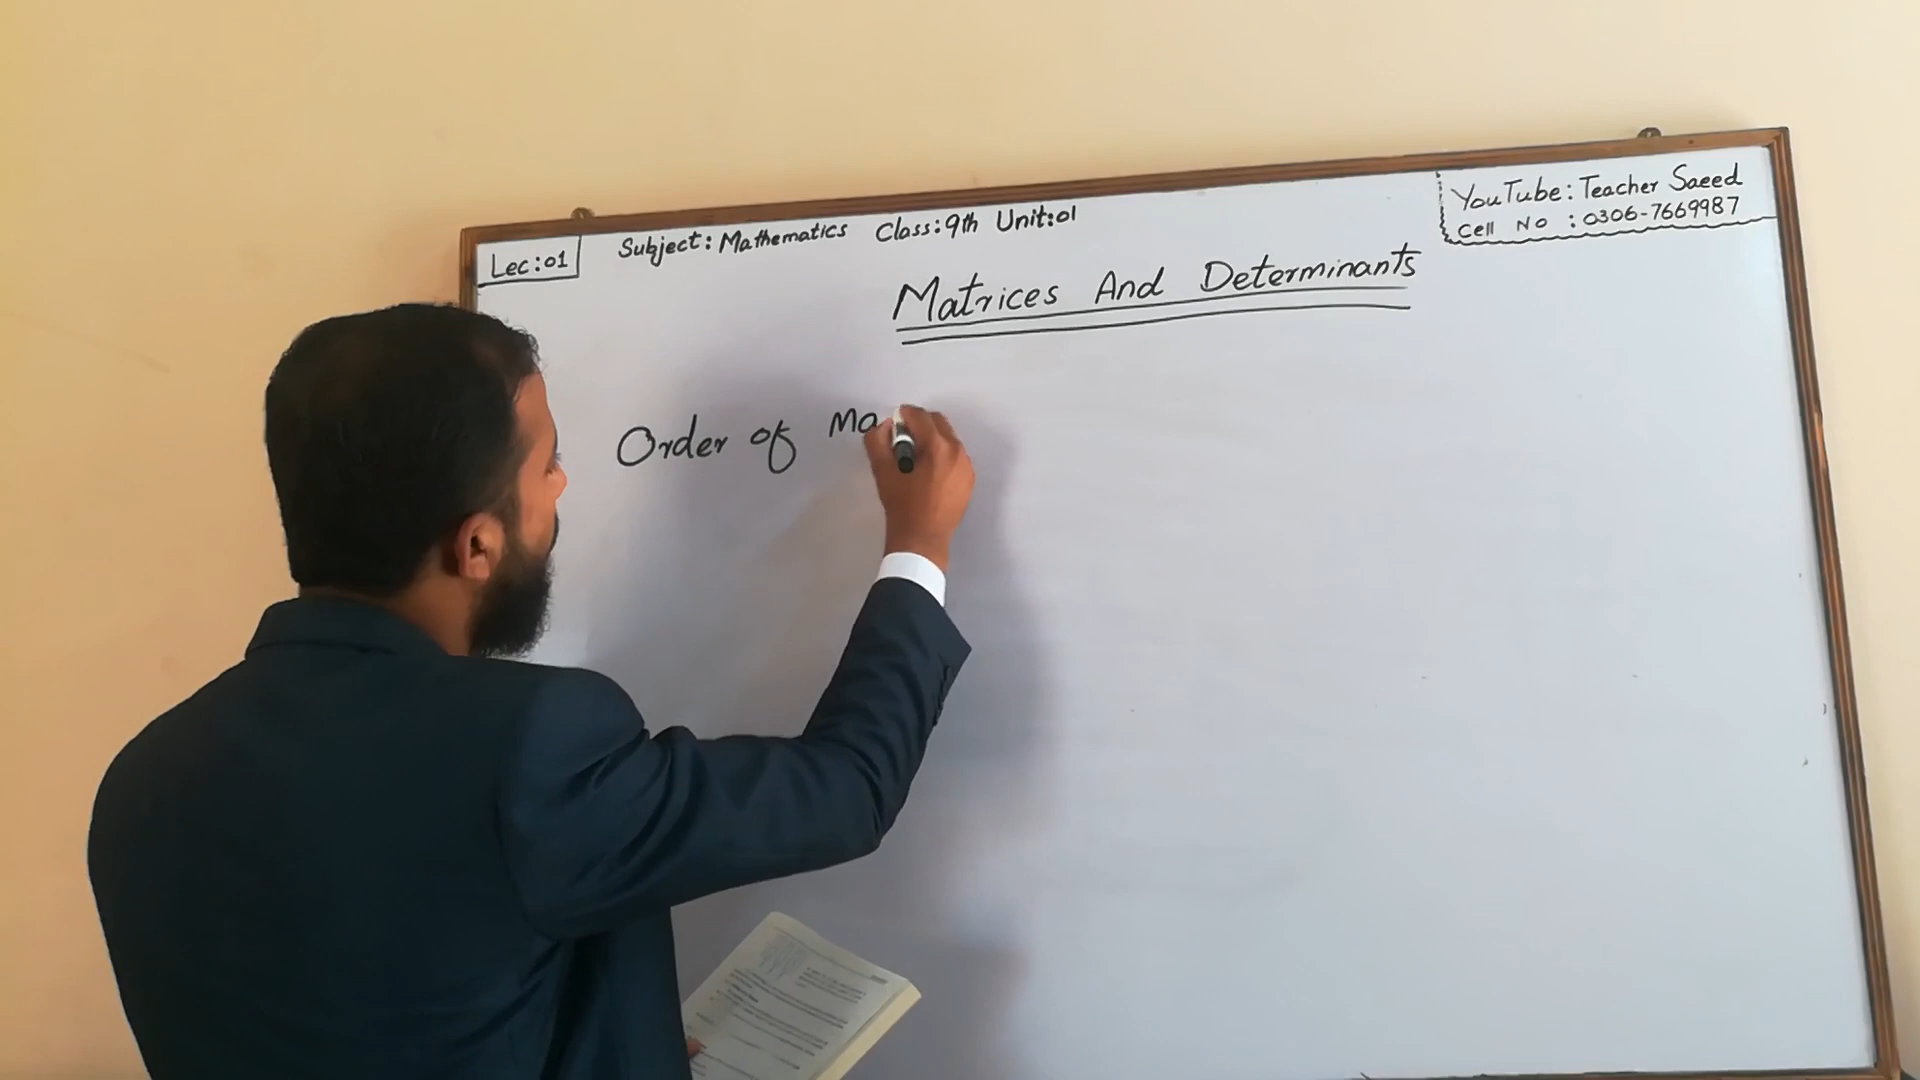 Lec:01
Subject: Mathematics Class:9th Unit:01
YouTube: Teacher Saeed
Cell No : 0306-7669987
Matrices And Determinants
Order of Ma